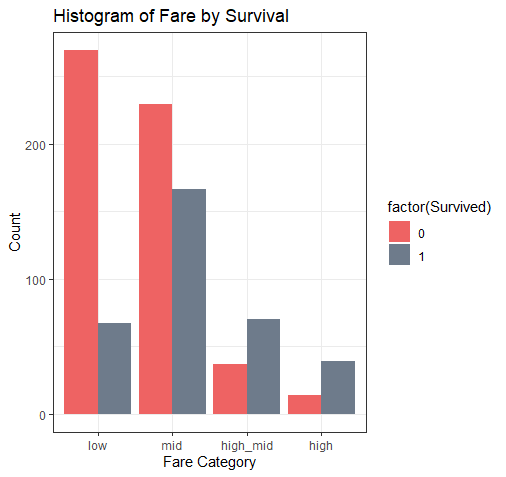 Histogram of Fare by Survival
Count
200
100
0
low mid high_mid high
Fare Category
factor(Survived)
0
1